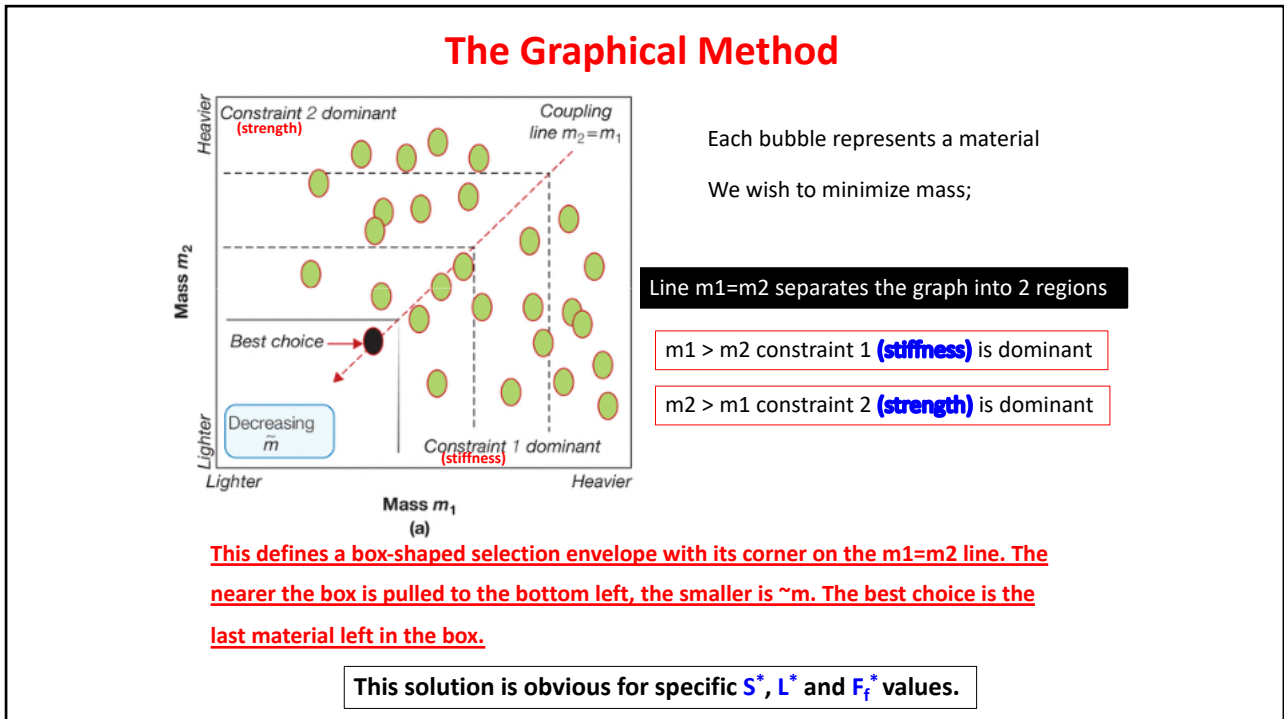 The Graphical Method
Heavier
Constraint 2 dominant
(strength)
Coupling
line m₂=m₁
Mass m₂
Best choice
Decreasing
m̃
Constraint 1 dominant
(stiffness)
Lighter
Lighter
Heavier
Mass m₁
(a)
Each bubble represents a material
We wish to minimize mass;
Line m1=m2 separates the graph into 2 regions
m1 > m2 constraint 1 (stiffness) is dominant
m2 > m1 constraint 2 (strength) is dominant
This defines a box-shaped selection envelope with its corner on the m1=m2 line. The
nearer the box is pulled to the bottom left, the smaller is ~m. The best choice is the
last material left in the box.
This solution is obvious for specific S*, L* and Ff* values.